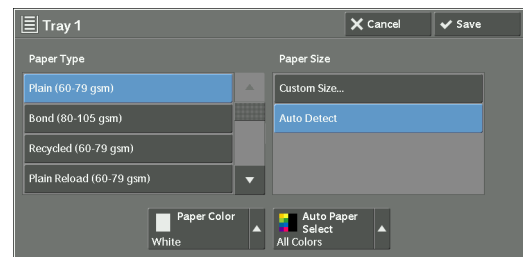 Tray 1
Cancel
Save
Paper Type
Paper Size
Plain (60-79 gsm)
Bond (80-105 gsm)
Recycled (60-79 gsm)
Plain Reload (60-79 gsm)
Custom Size...
Auto Detect
Paper Color
White
Auto Paper
Select
All Colors